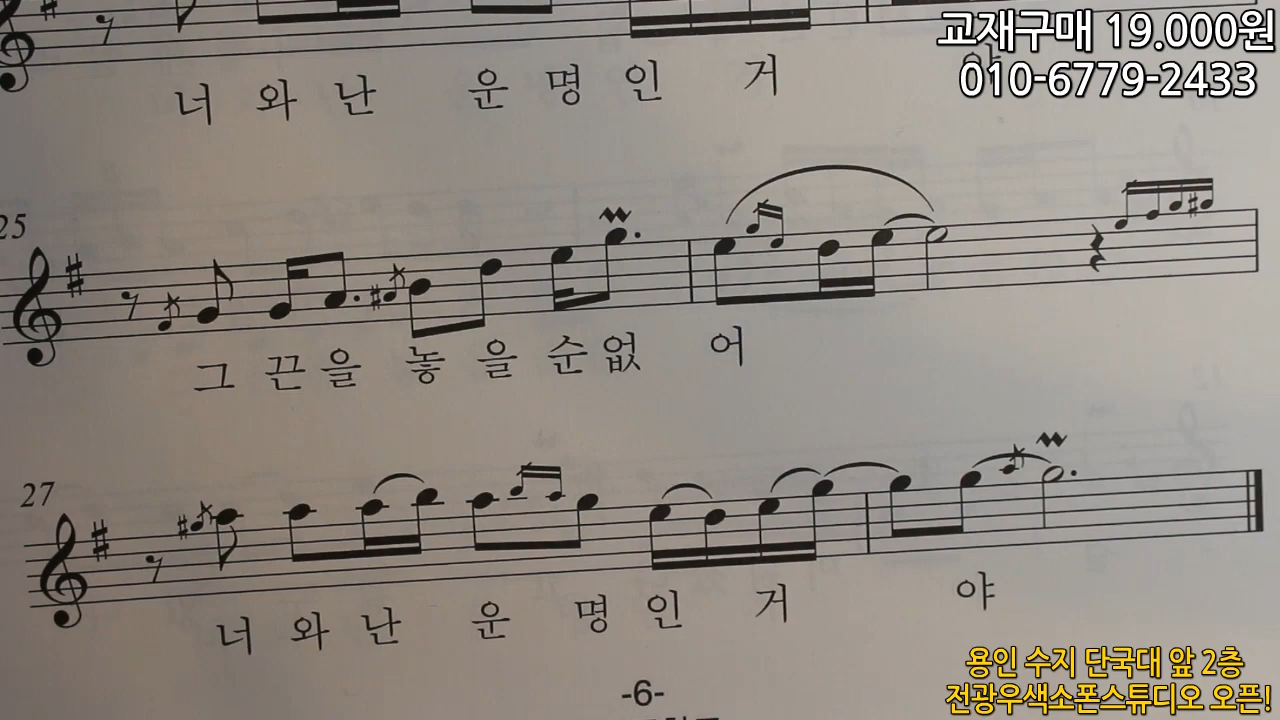 교재구매 19.000원
010-6779-2433
너 와 난 운 명 인 거 야
25
그 끈 을 놓 을 순 없 어
27
너 와 난 운 명 인 거 야
-6-
용인 수지 단국대 앞 2층
전광우색소폰스튜디오 오픈!